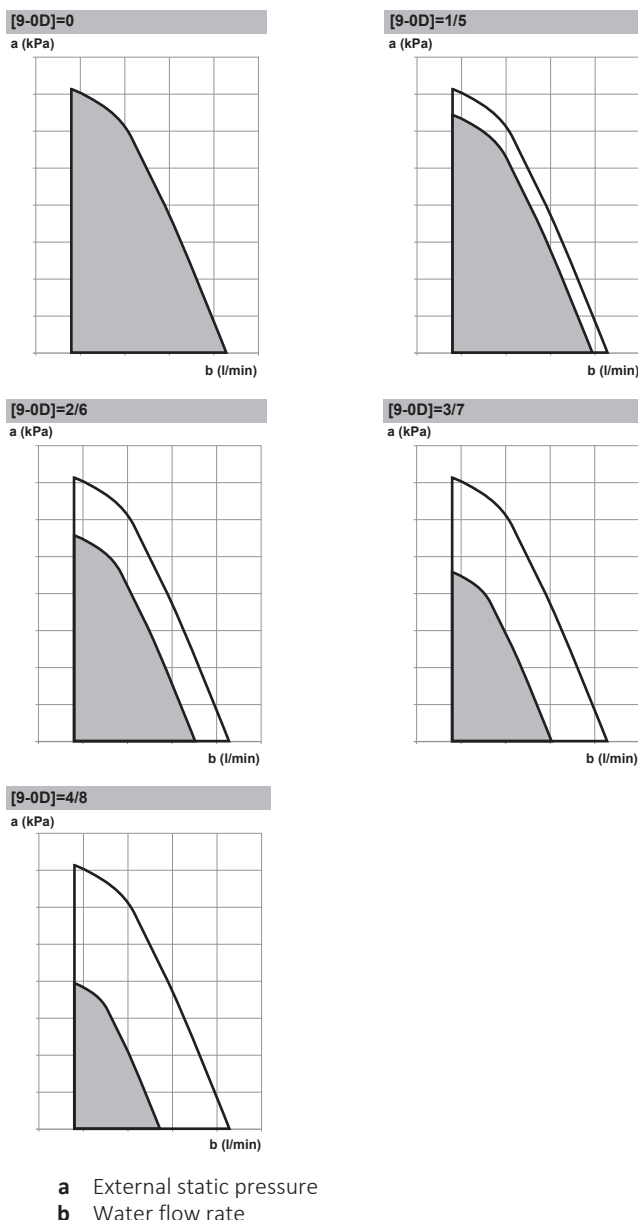 [9-0D]=0
a (kPa)
b (l/min)
[9-0D]=1/5
a (kPa)
b (l/min)
[9-0D]=2/6
a (kPa)
b (l/min)
[9-0D]=3/7
a (kPa)
b (l/min)
[9-0D]=4/8
a (kPa)
b (l/min)
a External static pressure
b Water flow rate